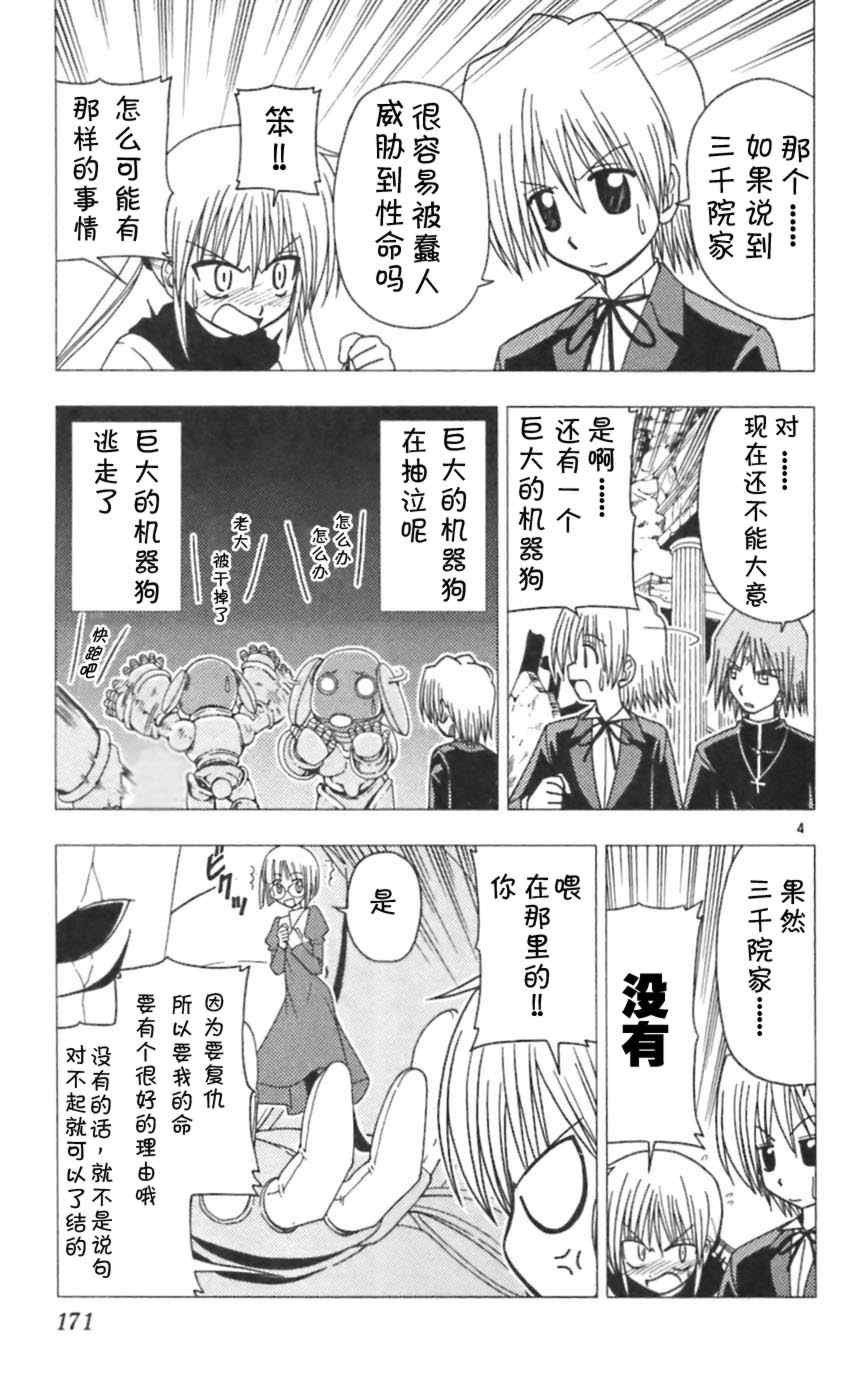 那个……
如果说到
三千院家
很容易被蠢人
威胁到性命吗
笨!!
怎么可能有
那样的事情
对……
现在还不能大意
是啊……
还有一个
巨大的机器狗
巨大的机器狗
在抽泣呢
怎么办
怎么办
老大
被干掉了
巨大的机器狗
逃走了
快跑吧
4
果然
三千院家……
没有
喂
在那里的!!
你
是
ビクッ
因为要复仇
所以要我的命
要有个很好的理由哦
没有的话，就不是说句
对不起就可以了结的
171